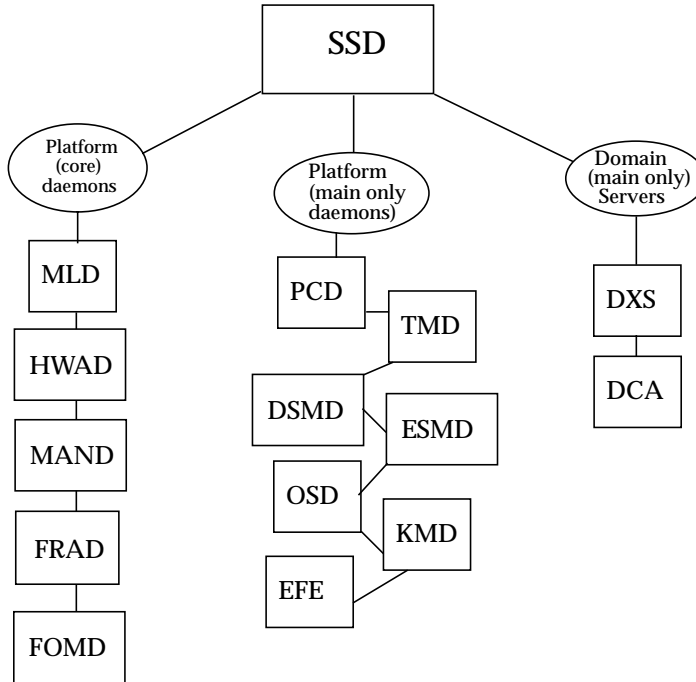 SSD
Platform
(core)
daemons
MLD
HWAD
MAND
FRAD
FOMD
Platform
(main only
daemons)
PCD
TMD
DSMD
ESMD
OSD
KMD
EFE
Domain
(main only)
Servers
DXS
DCA